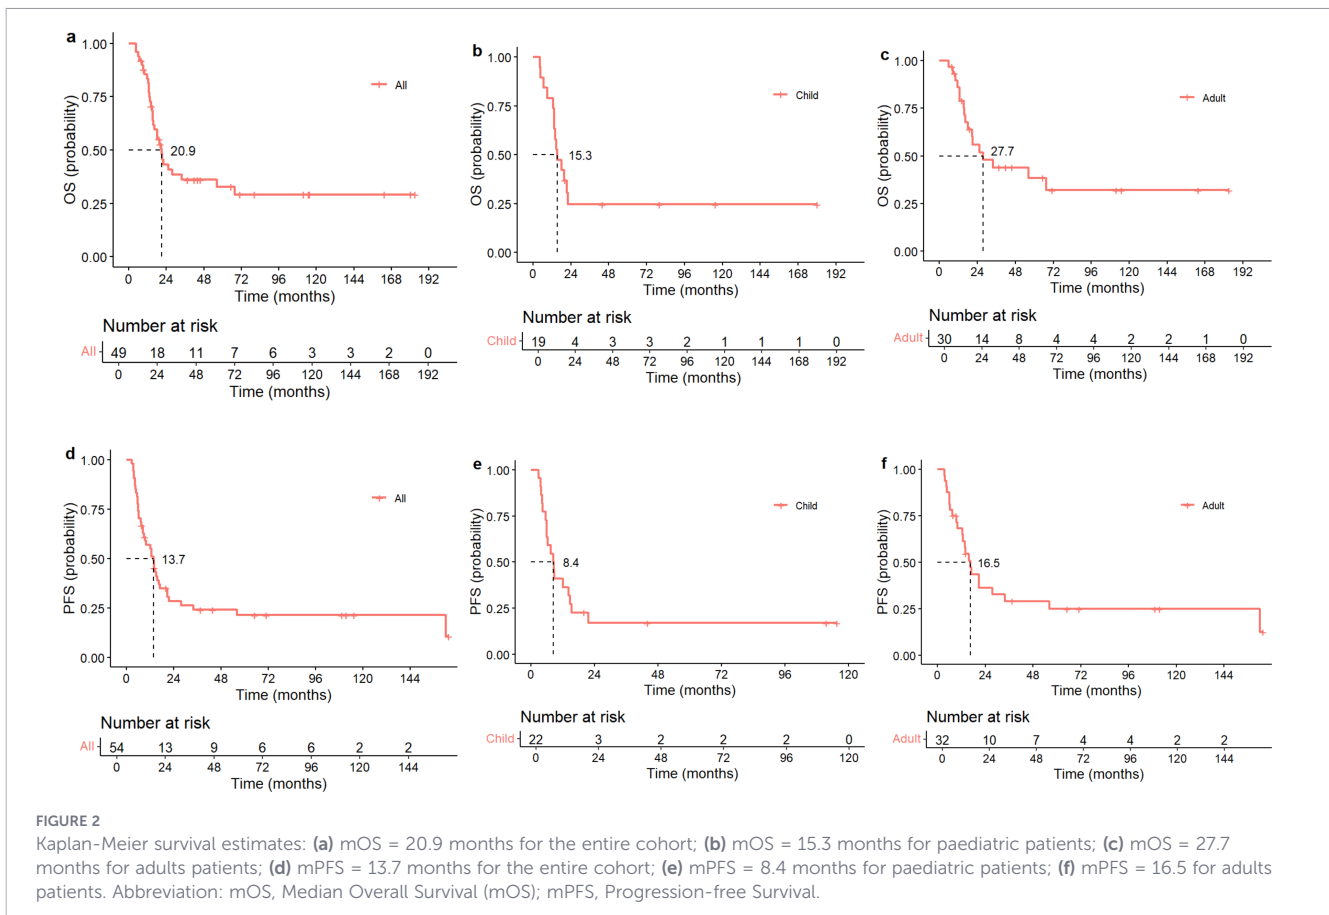 a
1.00
0.75
0.50
0.25
0.00
OS (probability)
All
20.9
0 24 48 72 96 120 144 168 192
Time (months)
Number at risk
All 49 18 11 7 6 3 3 2 0
0 24 48 72 96 120 144 168 192
Time (months)
b
1.00
0.75
0.50
0.25
0.00
OS (probability)
Child
15.3
0 24 48 72 96 120 144 168 192
Time (months)
Number at risk
Child 19 4 3 3 2 1 1 1 0
0 24 48 72 96 120 144 168 192
Time (months)
c
1.00
0.75
0.50
0.25
0.00
OS (probability)
Adult
27.7
0 24 48 72 96 120 144 168 192
Time (months)
Number at risk
Adult 30 14 8 4 4 2 2 1 0
0 24 48 72 96 120 144 168 192
Time (months)
d
1.00
0.75
0.50
0.25
0.00
PFS (probability)
All
13.7
0 24 48 72 96 120 144
Time (months)
Number at risk
All 54 13 9 6 6 2 2
0 24 48 72 96 120 144
Time (months)
e
1.00
0.75
0.50
0.25
0.00
PFS (probability)
Child
8.4
0 24 48 72 96 120
Time (months)
Number at risk
Child 22 3 2 2 2 0
0 24 48 72 96 120
Time (months)
f
1.00
0.75
0.50
0.25
0.00
PFS (probability)
Adult
16.5
0 24 48 72 96 120 144
Time (months)
Number at risk
Adult 32 10 7 4 4 2 2
0 24 48 72 96 120 144
Time (months)
FIGURE 2
Kaplan-Meier survival estimates: (a) mOS = 20.9 months for the entire cohort; (b) mOS = 15.3 months for paediatric patients; (c) mOS = 27.7
months for adults patients; (d) mPFS = 13.7 months for the entire cohort; (e) mPFS = 8.4 months for paediatric patients; (f) mPFS = 16.5 for adults
patients. Abbreviation: mOS, Median Overall Survival (mOS); mPFS, Progression-free Survival.